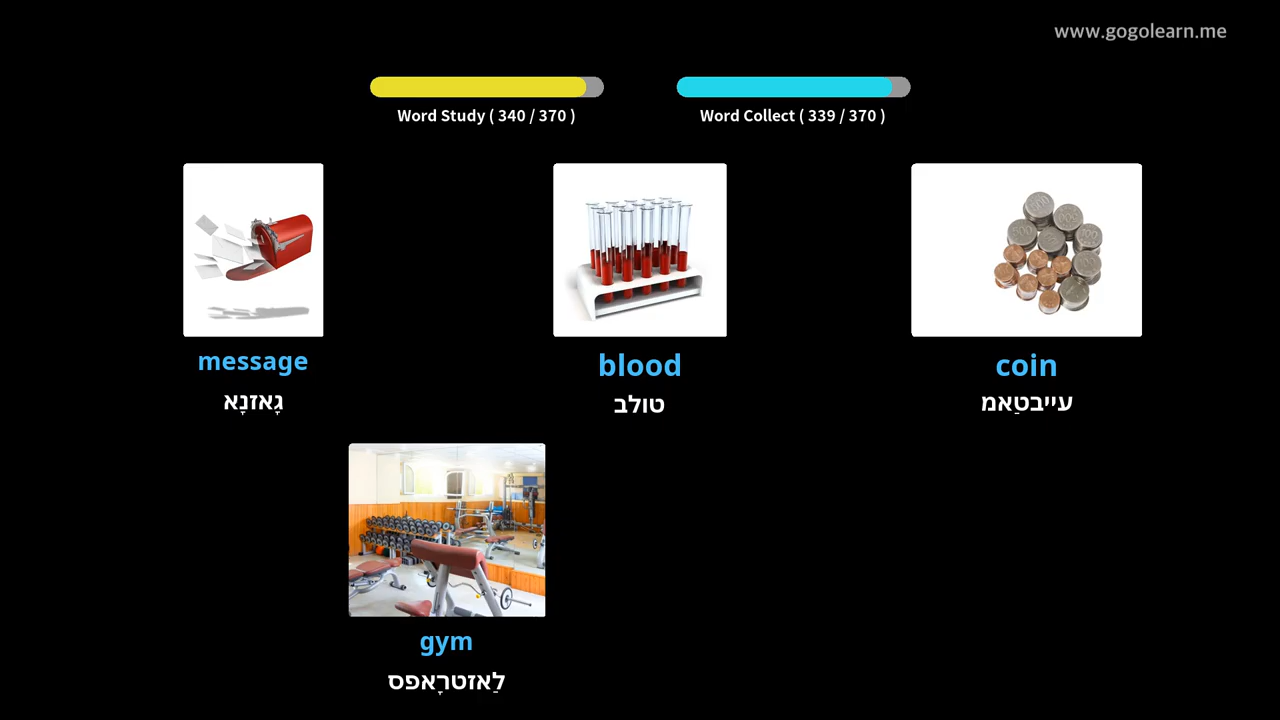 www.gogolearn.me
Word Study ( 340 / 370 )
Word Collect ( 339 / 370 )
message
גָאזנָא
blood
טולב
coin
עייבטַאמ
gym
לַאזטרָאפס